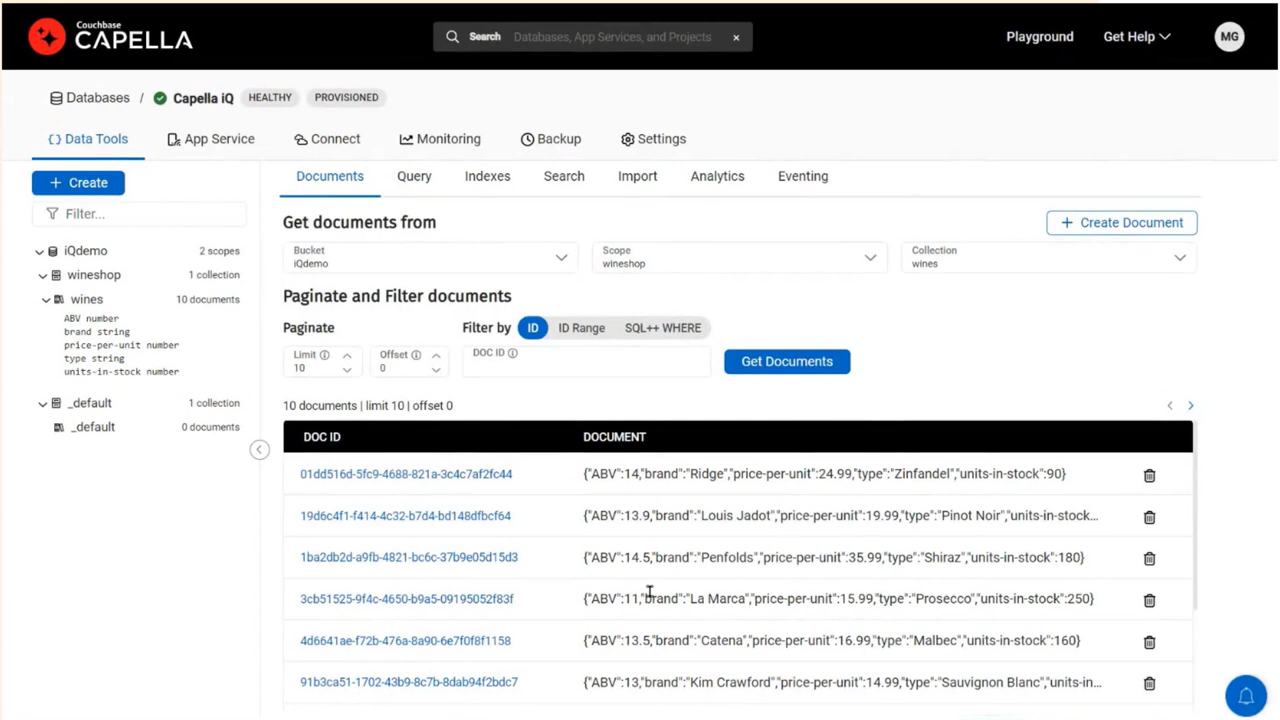 Couchbase
CAPELLA
Search Databases, App Services, and Projects ×
Playground
Get Help
MG
Databases / Capella iQ HEALTHY PROVISIONED
Data Tools App Service Connect Monitoring Backup Settings
+ Create
Filter...
iQdemo 2 scopes
wineshop 1 collection
wines 10 documents
ABV number
brand string
price-per-unit number
type string
units-in-stock number
_default 1 collection
_default 0 documents
Documents Query Indexes Search Import Analytics Eventing
Get documents from
+ Create Document
Bucket
iQdemo
Scope
wineshop
Collection
wines
Paginate and Filter documents
Paginate
Filter by ID ID Range SQL++ WHERE
Limit
10
Offset
0
DOC ID
Get Documents
10 documents | limit 10 | offset 0
DOC ID DOCUMENT
01dd516d-5fc9-4688-821a-3c4c7af2fc44 {"ABV":14,"brand":"Ridge","price-per-unit":24.99,"type":"Zinfandel","units-in-stock":90}
19d6c4f1-f414-4c32-b7d4-bd148dfbcf64 {"ABV":13.9,"brand":"Louis Jadot","price-per-unit":19.99,"type":"Pinot Noir","units-in-stock...
1ba2db2d-a9fb-4821-bc6c-37b9e05d15d3 {"ABV":14.5,"brand":"Penfolds","price-per-unit":35.99,"type":"Shiraz","units-in-stock":180}
3cb51525-9f4c-4650-b9a5-09195052f83f {"ABV":11,"brand":"La Marca","price-per-unit":15.99,"type":"Prosecco","units-in-stock":250}
4d6641ae-f72b-476a-8a90-6e7f0f8f1158 {"ABV":13.5,"brand":"Catena","price-per-unit":16.99,"type":"Malbec","units-in-stock":160}
91b3ca51-1702-43b9-8c7b-8dab94f2bdc7 {"ABV":13,"brand":"Kim Crawford","price-per-unit":14.99,"type":"Sauvignon Blanc","units-in...